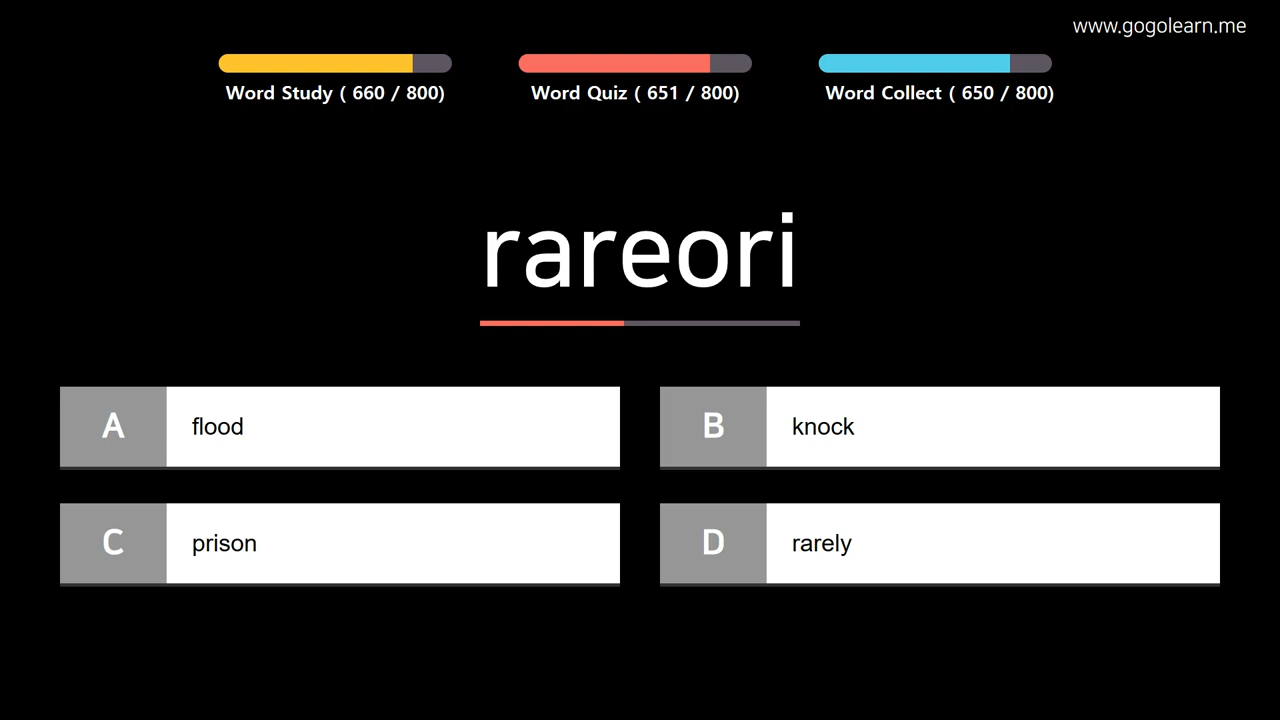 www.gogolearn.me
Word Study ( 660 / 800)
Word Quiz ( 651 / 800)
Word Collect ( 650 / 800)
rareori
A
flood
B
knock
C
prison
D
rarely